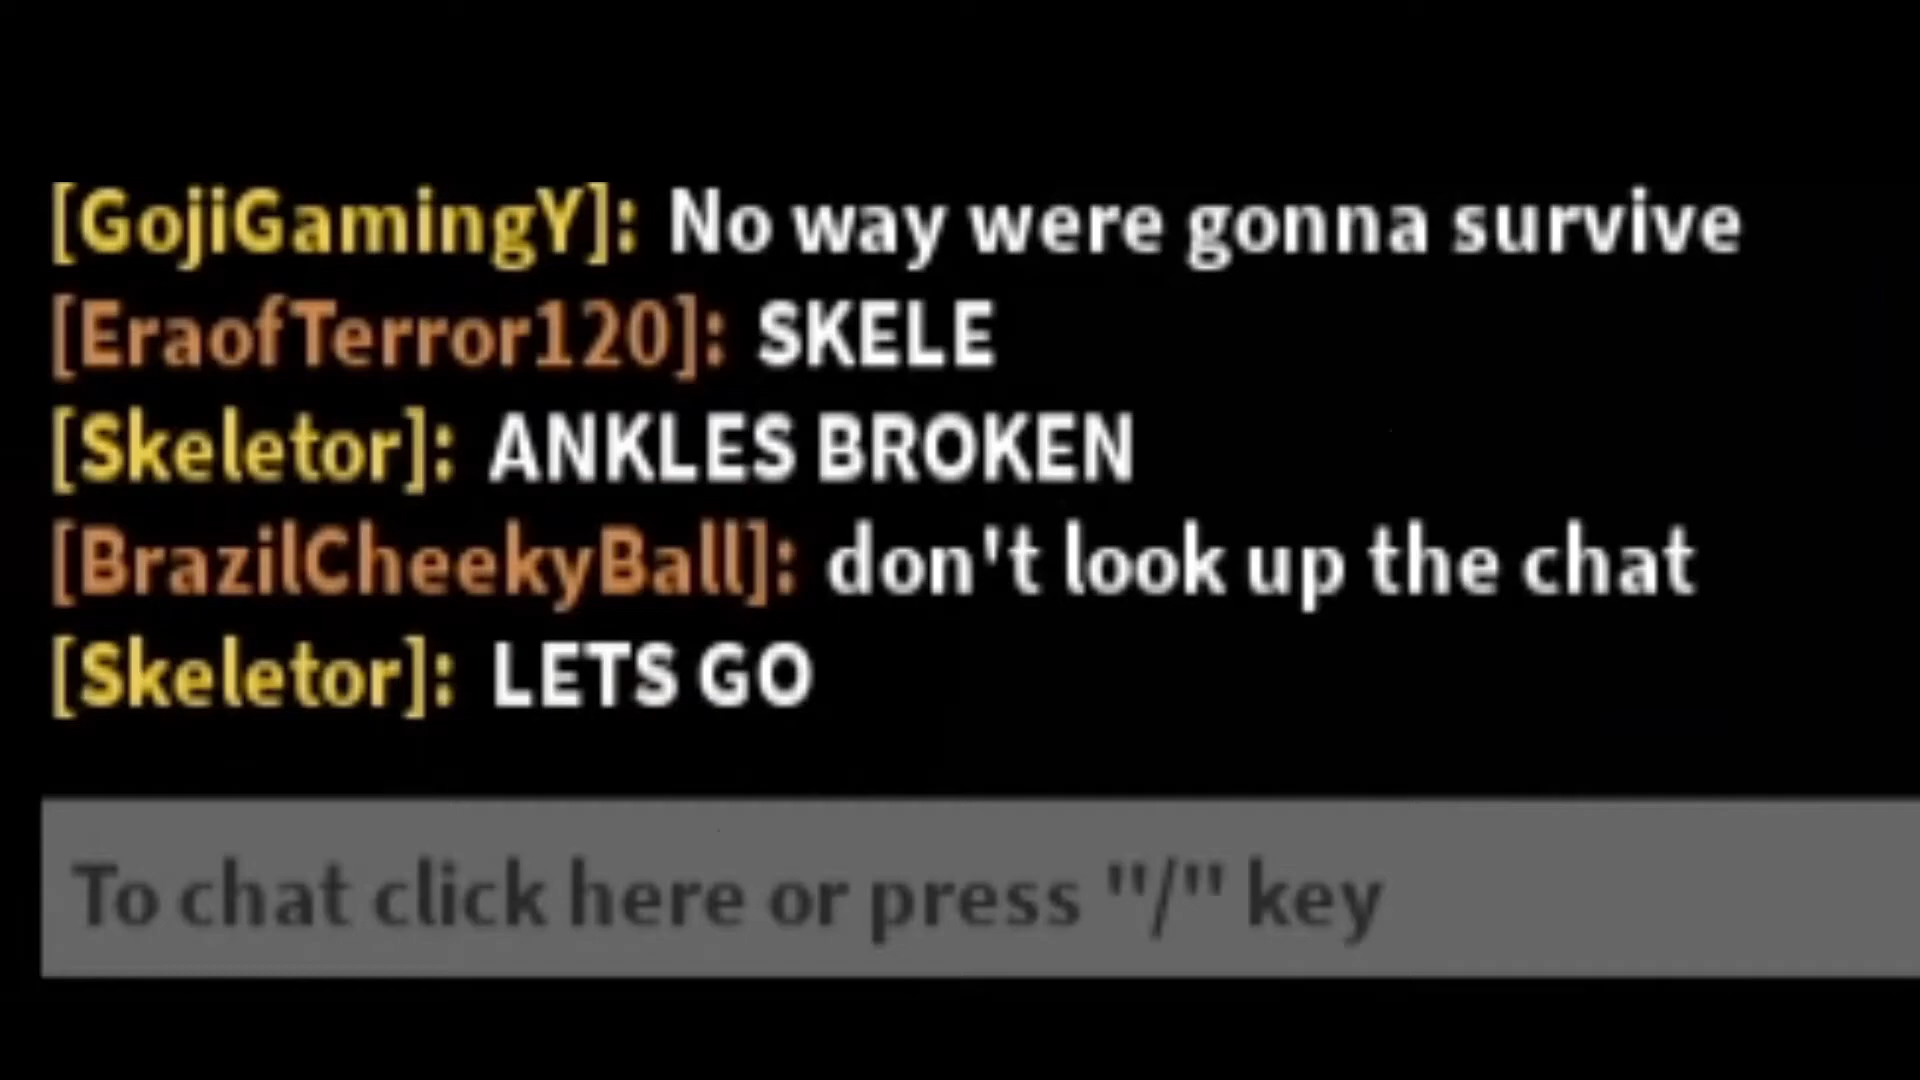 [GojiGamingY]: No way were gonna survive
[EraofTerror120]: SKELE
[Skeletor]: ANKLES BROKEN
[BrazilCheekyBall]: don't look up the chat
[Skeletor]: LETS GO
To chat click here or press "/" key